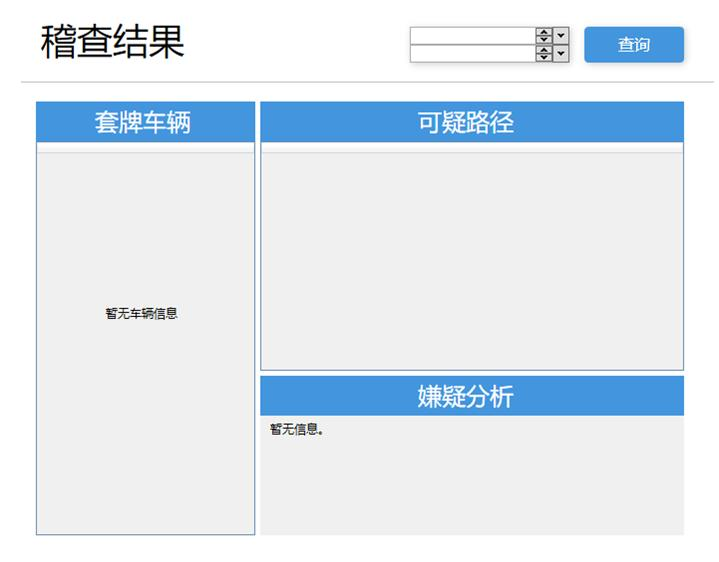 稽查结果
查询
套牌车辆
可疑路径
暂无车辆信息
嫌疑分析
暂无信息。